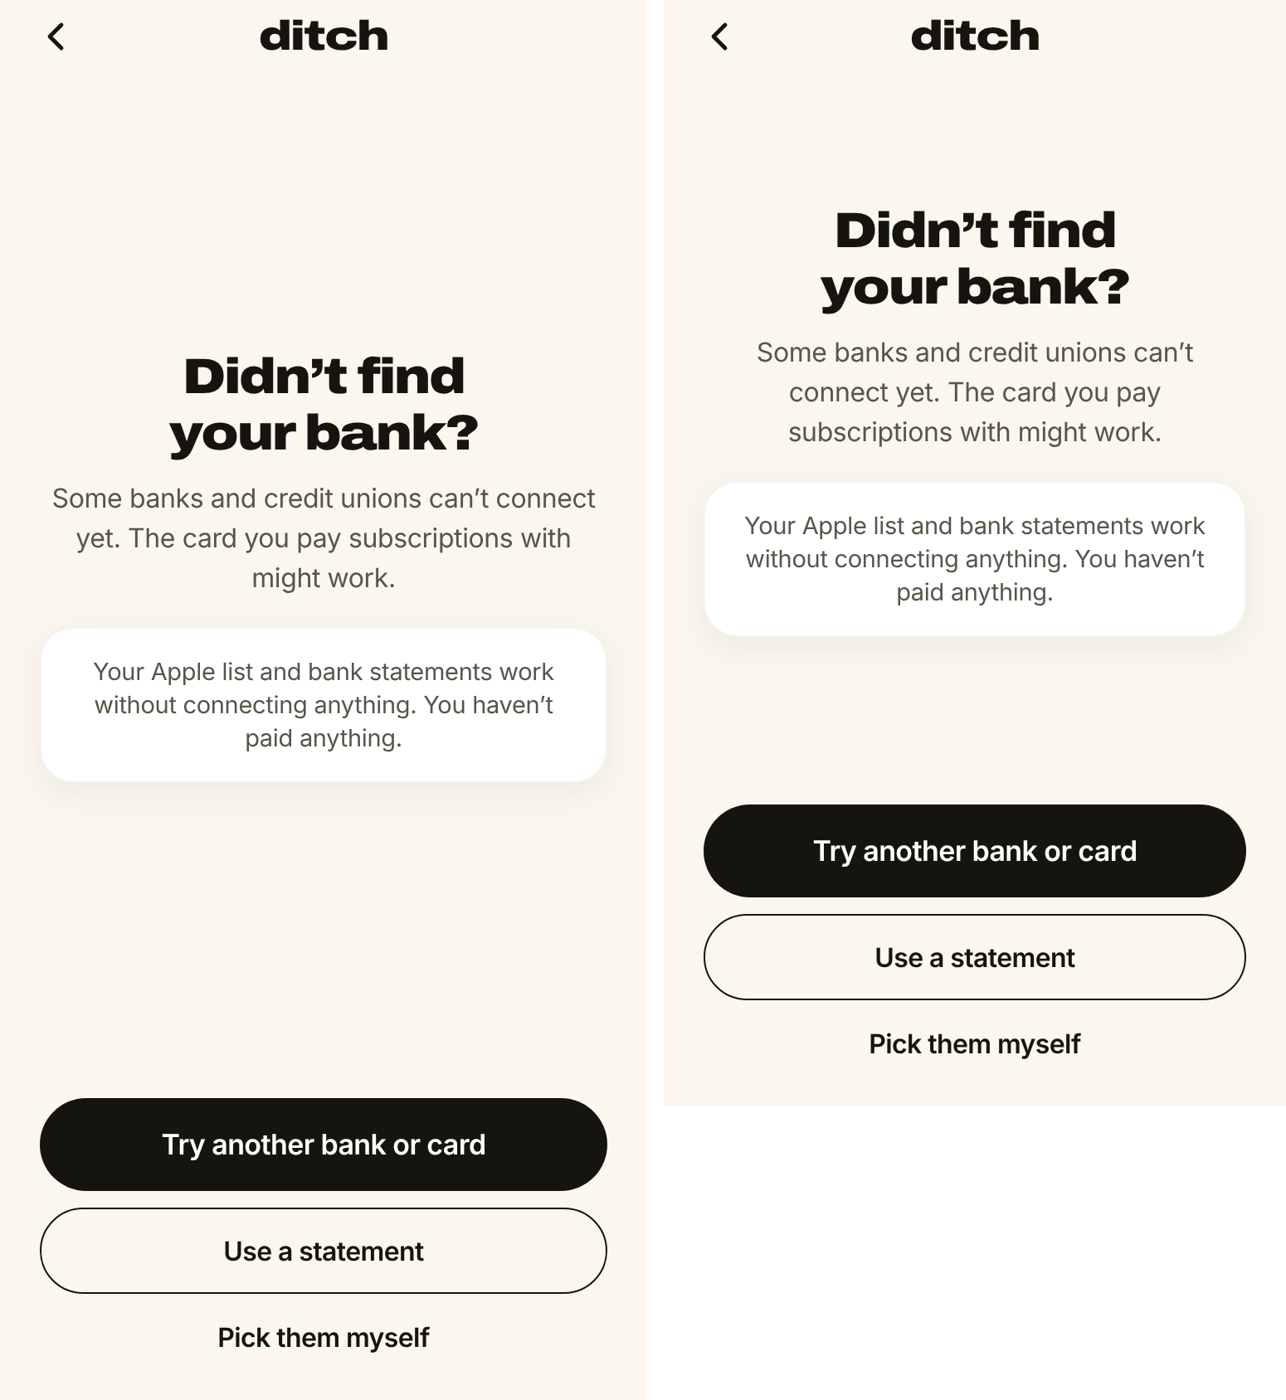 ditch
Didn’t find
your bank?
Some banks and credit unions can’t connect
yet. The card you pay subscriptions with
might work.
Your Apple list and bank statements work
without connecting anything. You haven’t
paid anything.
Try another bank or card
Use a statement
Pick them myself
ditch
Didn’t find
your bank?
Some banks and credit unions can’t
connect yet. The card you pay
subscriptions with might work.
Your Apple list and bank statements work
without connecting anything. You haven’t
paid anything.
Try another bank or card
Use a statement
Pick them myself